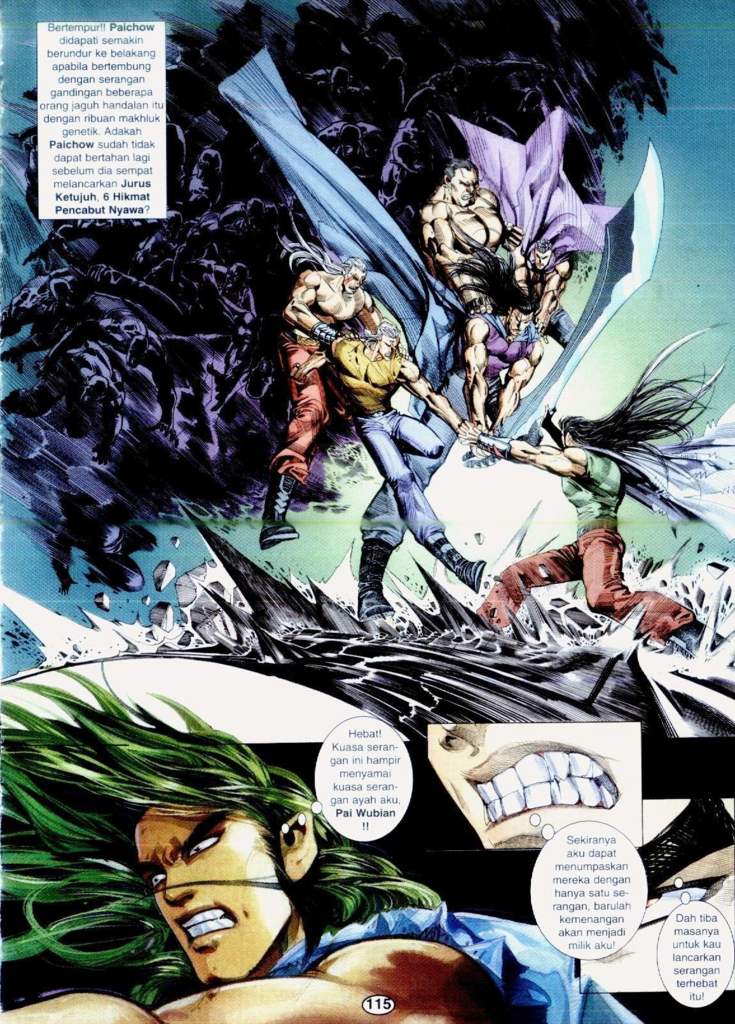 Bertempur!! Paichow
didapati semakin
berundur ke belakang
apabila bertembung
dengan serangan
gandingan beberapa
orang jaguh handalan itu
dengan ribuan makhluk
genetik. Adakah
Paichow sudah tidak
dapat bertahan lagi
sebelum dia sempat
melancarkan Jurus
Ketujuh, 6 Hikmat
Pencabut Nyawa?
Hebat!
Kuasa seran-
gan ini hampir
menyamai
kuasa seran-
gan ayah aku,
Pai Wubian
!!
Sekiranya
aku dapat
menumpaskan
mereka dengan
hanya satu se-
rangan, barulah
kemenangan
akan menjadi
milik aku!
Dah tiba
masanya
untuk kau
lancarkan
serangan
terhebat
itu!
115